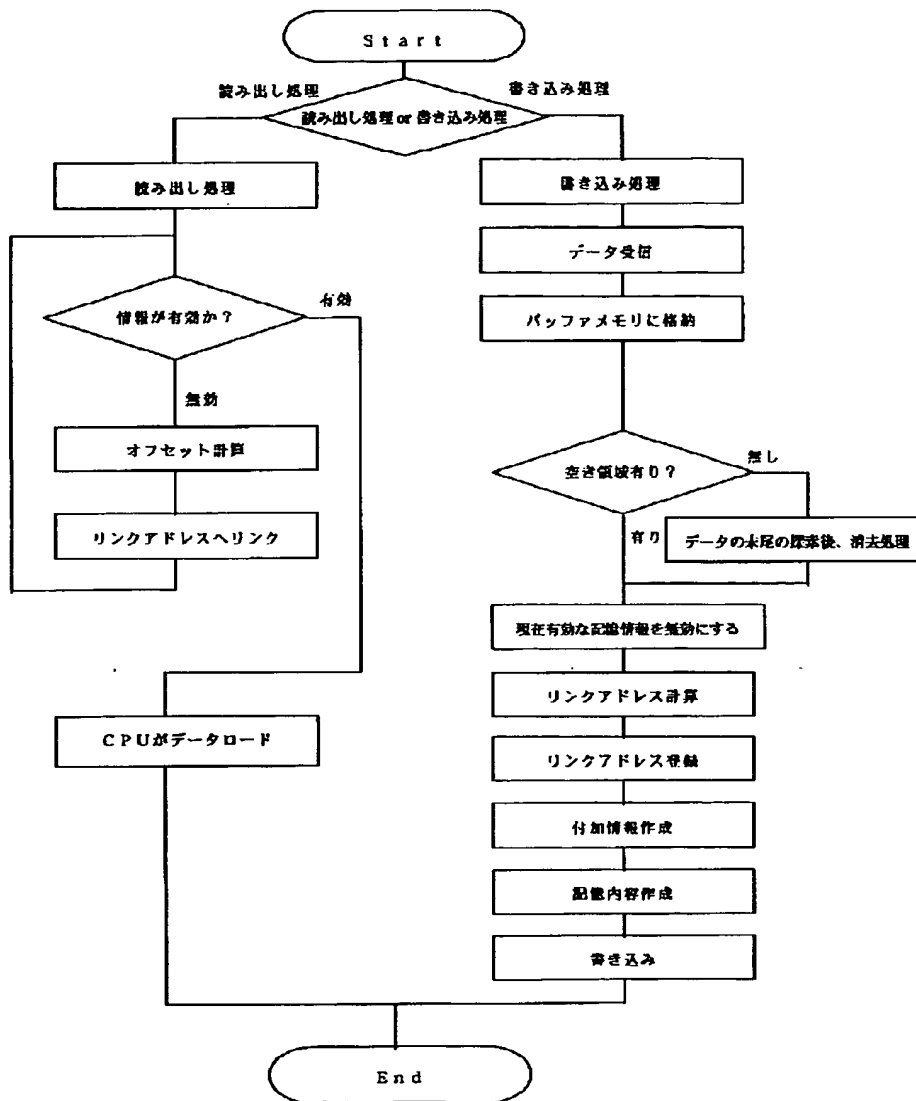 Start
読み出し処理
書き込み処理
読み出し処理 or 書き込み処理
読み出し処理
書き込み処理
データ受信
情報が有効か？
有効
バッファメモリに格納
無効
オフセット計算
空き領域有り？
無し
リンクアドレスへリンク
有り
データの末尾の探索後、消去処理
現在有効な記憶情報を無効にする
リンクアドレス計算
CPUがデータロード
リンクアドレス登録
付加情報作成
記憶内容作成
書き込み
End